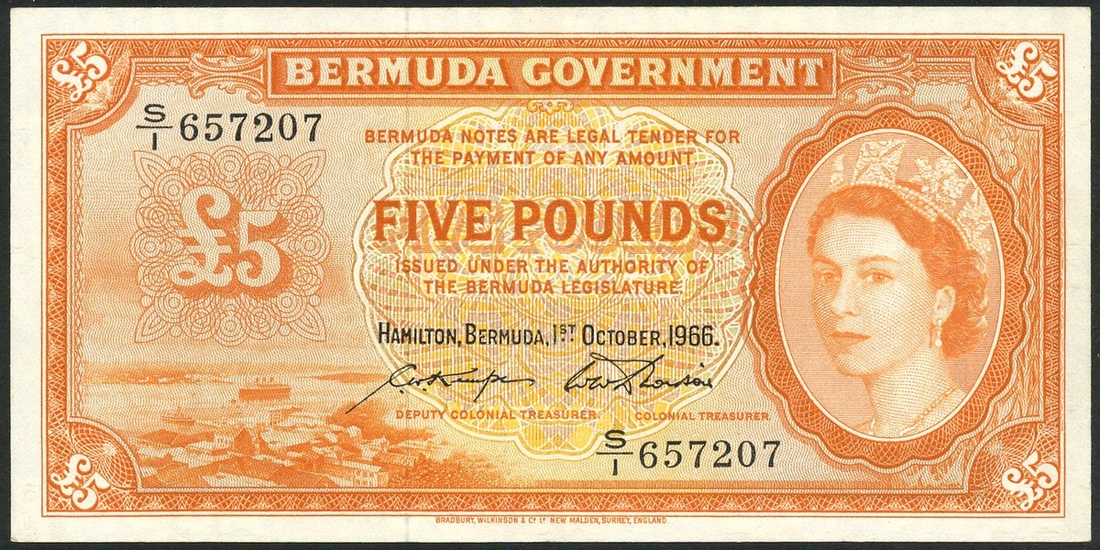 £5
BERMUDA GOVERNMENT
£5
S/1 657207
BERMUDA NOTES ARE LEGAL TENDER FOR
THE PAYMENT OF ANY AMOUNT.
£5
FIVE POUNDS
ISSUED UNDER THE AUTHORITY OF
THE BERMUDA LEGISLATURE.
HAMILTON, BERMUDA, 1ST OCTOBER, 1966.
DEPUTY COLONIAL TREASURER.
COLONIAL TREASURER.
S/1 657207
£5
£5
BRADBURY, WILKINSON & Co. Ld. NEW MALDEN, SURREY, ENGLAND.